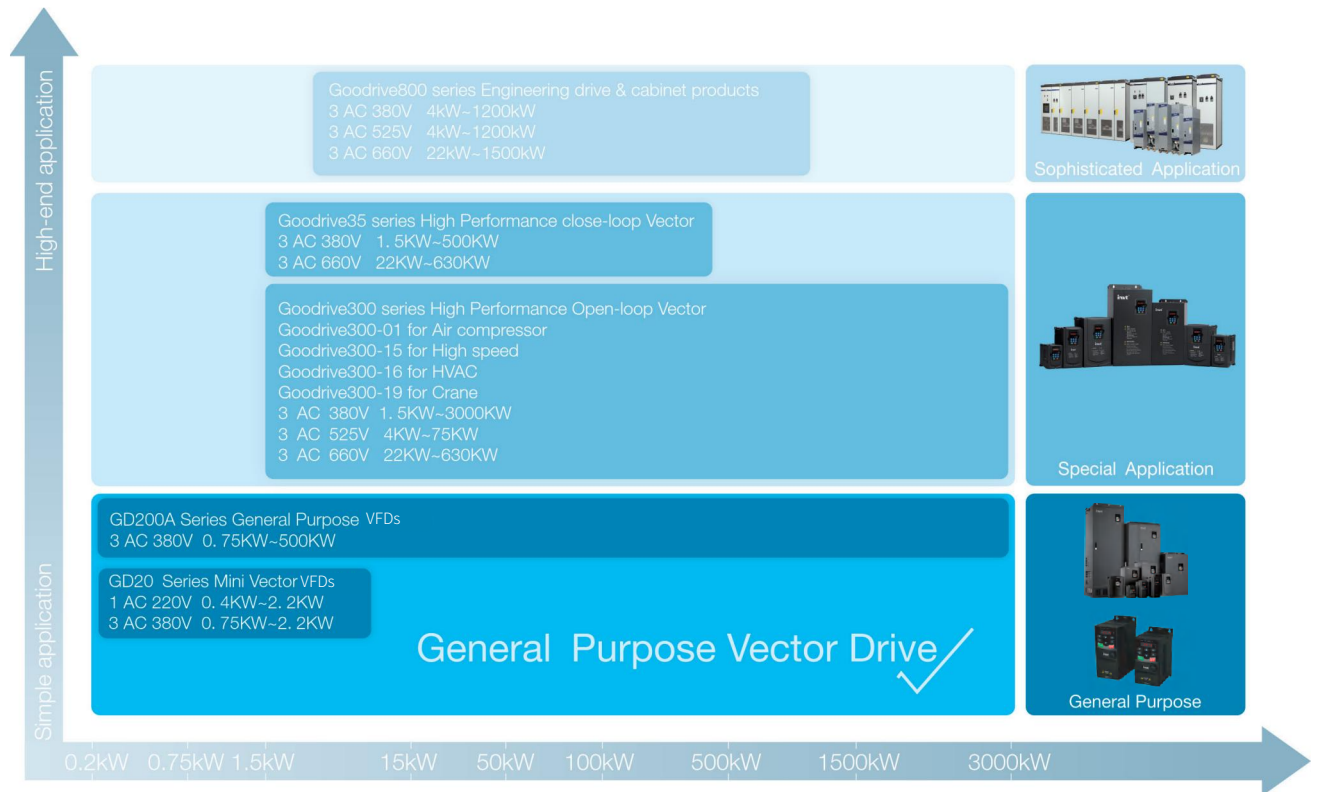 High-end application
Simple application
Goodrive800 series Engineering drive & cabinet products
3 AC 380V 4kW~1200kW
3 AC 525V 4kW~1200kW
3 AC 660V 22kW~1500kW
Sophisticated Application
Goodrive35 series High Performance close-loop Vector
3 AC 380V 1. 5KW~500KW
3 AC 660V 22KW~630KW
Goodrive300 series High Performance Open-loop Vector
Goodrive300-01 for Air compressor
Goodrive300-15 for High speed
Goodrive300-16 for HVAC
Goodrive300-19 for Crane
3 AC 380V 1. 5KW~3000KW
3 AC 525V 4KW~75KW
3 AC 660V 22KW~630KW
invt
Special Application
GD200A Series General Purpose VFDs
3 AC 380V 0. 75KW~500KW
GD20 Series Mini Vector VFDs
1 AC 220V 0. 4KW~2. 2KW
3 AC 380V 0. 75KW~2. 2KW
General Purpose Vector Drive
General Purpose
0.2kW 0.75kW 1.5kW 15kW 50kW 100kW 500kW 1500kW 3000kW